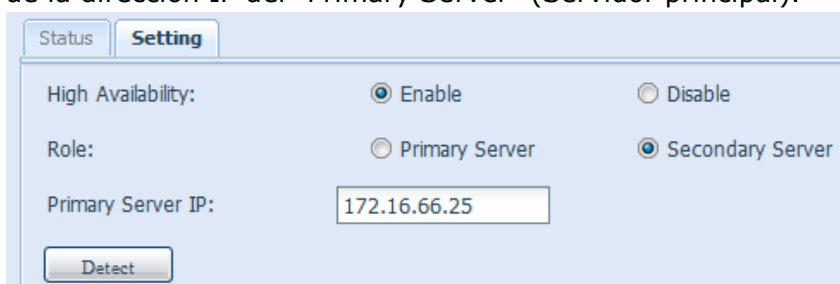 de la dirección IP del "Primary Server" (Servidor principal).
Status Setting
High Availability: Enable Disable
Role: Primary Server Secondary Server
Primary Server IP: 172.16.66.25
Detect